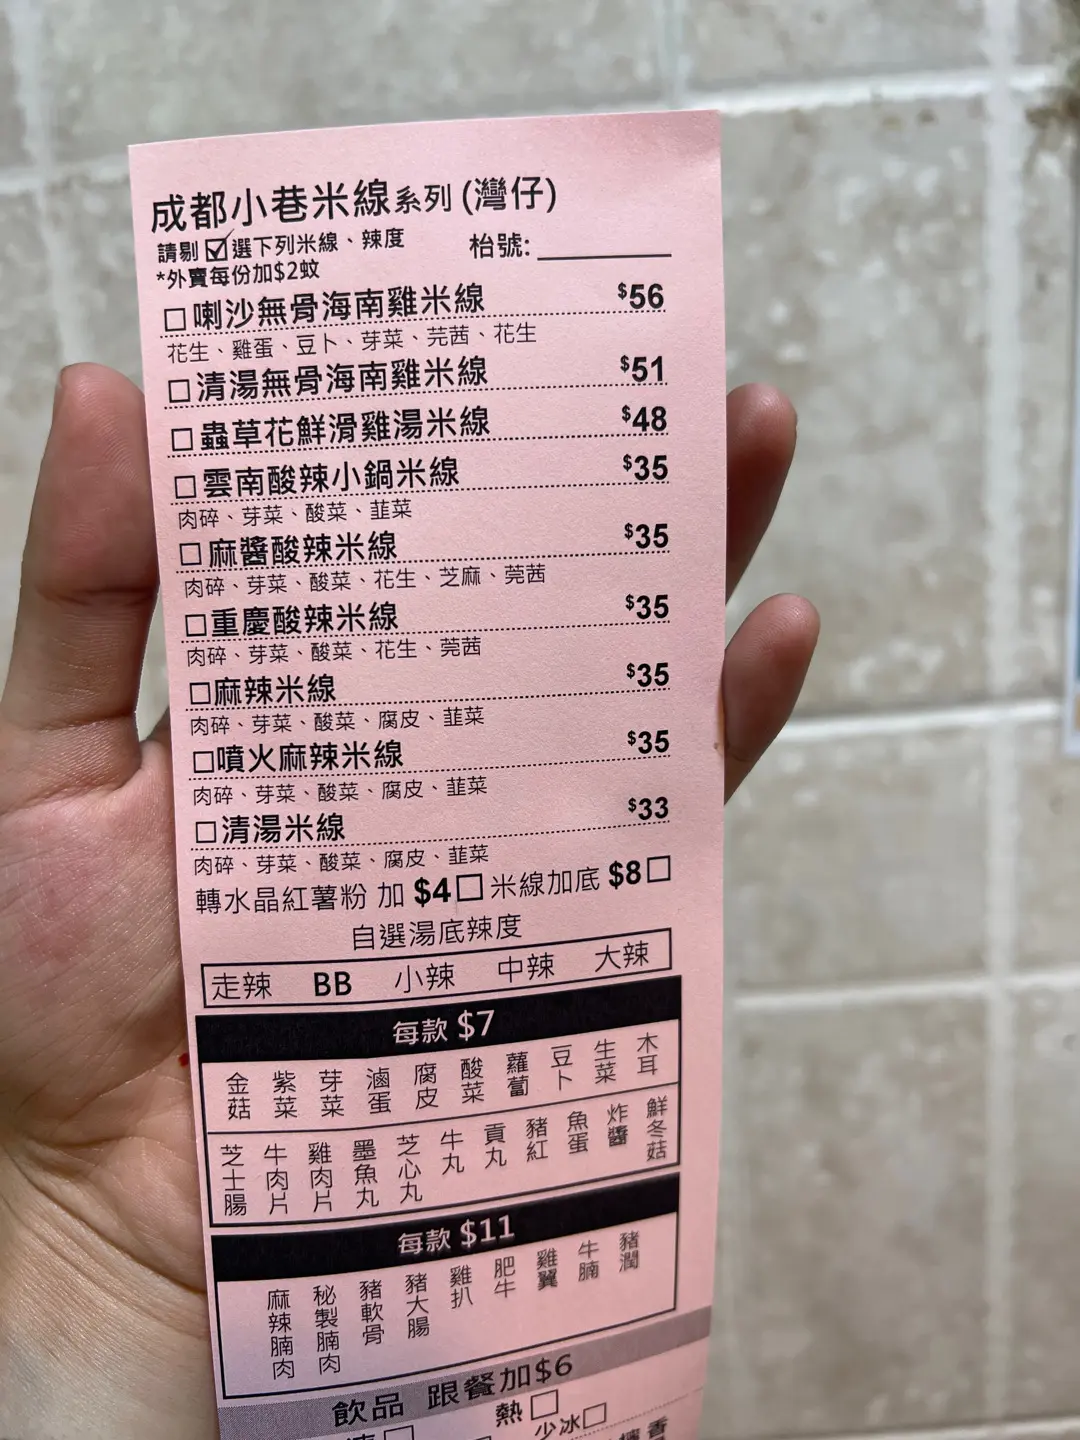 成都小巷米線系列 (灣仔)
請剔☑選下列米線、辣度 枱號:
*外賣每份加$2蚊
□喇沙無骨海南雞米線 $56
花生、雞蛋、豆卜、芽菜、芫茜、花生
□清湯無骨海南雞米線 $51
□蟲草花鮮滑雞湯米線 $48
□雲南酸辣小鍋米線 $35
肉碎、芽菜、酸菜、韮菜
□麻醬酸辣米線 $35
肉碎、芽菜、酸菜、花生、芝麻、莞茜
□重慶酸辣米線 $35
肉碎、芽菜、酸菜、花生、莞茜
□麻辣米線 $35
肉碎、芽菜、酸菜、腐皮、韮菜
□噴火麻辣米線 $35
肉碎、芽菜、酸菜、腐皮、韮菜
□清湯米線 $33
肉碎、芽菜、酸菜、腐皮、韮菜
轉水晶紅薯粉 加 $4□ 米線加底 $8□
自選湯底辣度
走辣 BB 小辣 中辣 大辣
每款 $7
金菇 紫菜 芽菜 滷蛋 腐皮 酸菜 蘿蔔 豆卜 生菜 木耳
芝士腸 牛肉片 雞肉片 墨魚丸 芝心丸 牛丸 貢丸 豬紅 魚蛋 炸醬 鮮冬菇
每款 $11
麻辣腩肉 秘製腩肉 豬軟骨 豬大腸 雞扒 肥牛 雞翼 牛腩 豬潤
飲品 跟餐加$6
熱□
少冰□